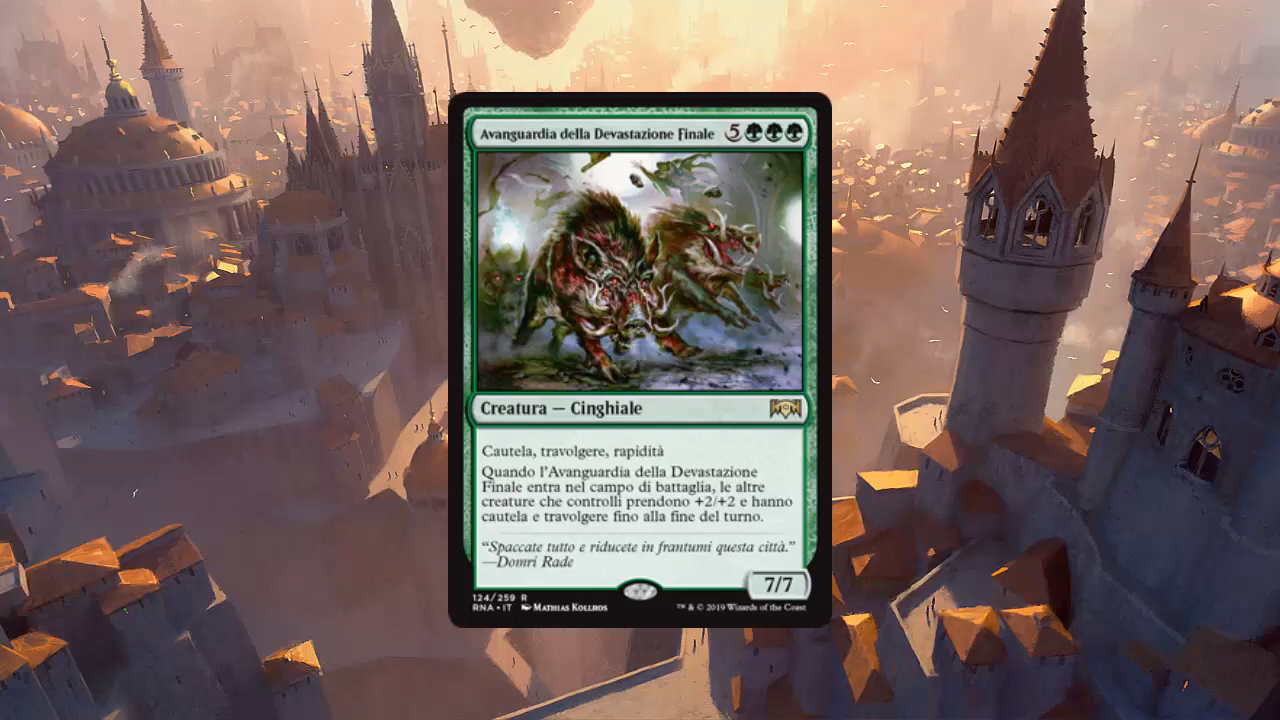 Avanguardia della Devastazione Finale 5
Creatura — Cinghiale
Cautela, travolgere, rapidità
Quando l'Avanguardia della Devastazione
Finale entra nel campo di battaglia, le altre
creature che controlli prendono +2/+2 e hanno
cautela e travolgere fino alla fine del turno.
“Spaccate tutto e riducete in frantumi questa città.”
—Domri Rade
7/7
124/259 R
RNA • IT Mathias Kollros
™ & © 2019 Wizards of the Coast